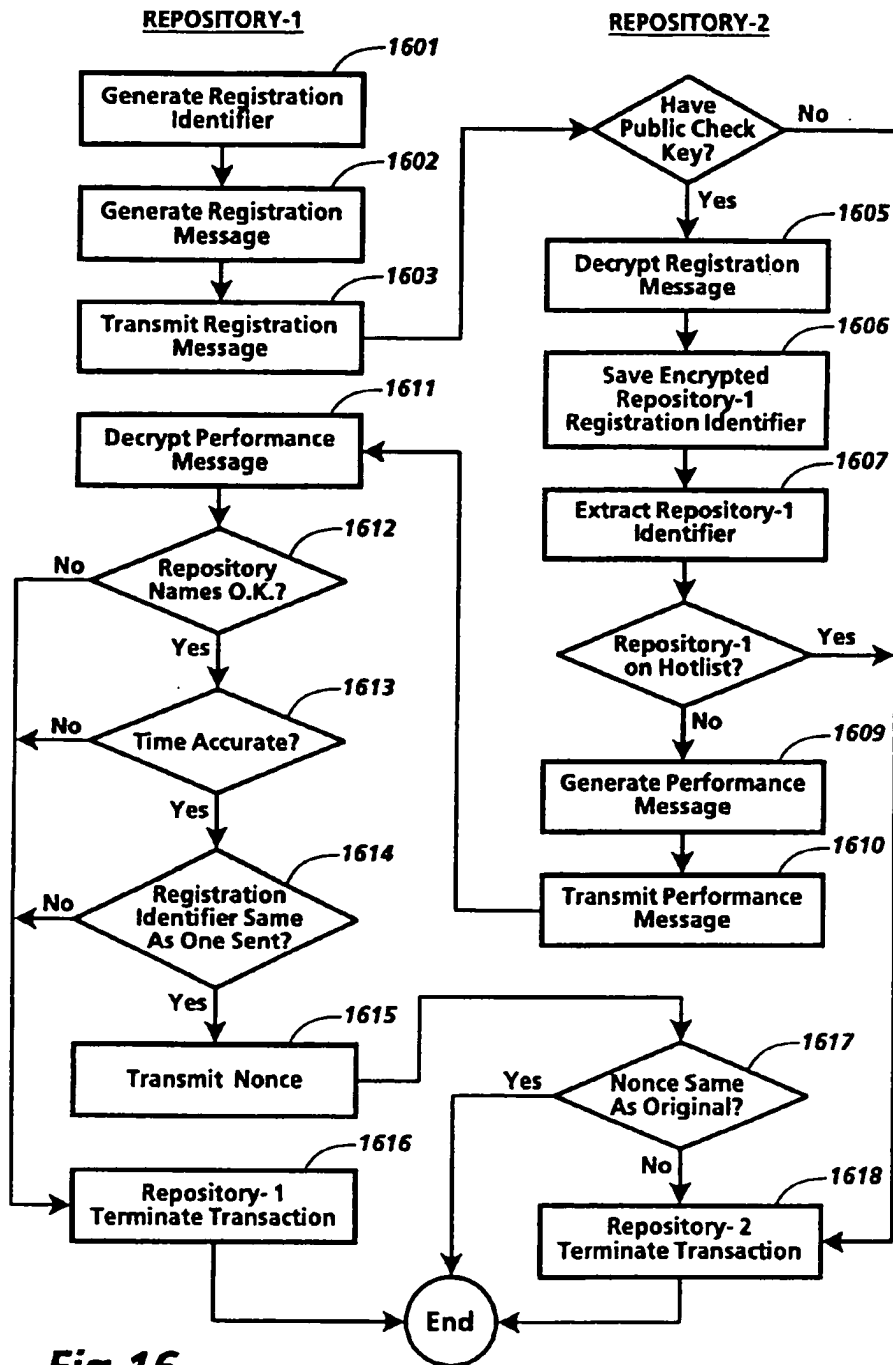 REPOSITORY-1
1601
Generate Registration
Identifier
1602
Generate Registration
Message
1603
Transmit Registration
Message
1611
Decrypt Performance
Message
1612
Repository
Names O.K.?
No
Yes
1613
Time Accurate?
No
Yes
1614
Registration
Identifier Same
As One Sent?
No
Yes
1615
Transmit Nonce
1616
Repository- 1
Terminate Transaction
REPOSITORY-2
Have
Public Check
Key?
No
Yes
1605
Decrypt Registration
Message
1606
Save Encrypted
Repository-1
Registration Identifier
1607
Extract Repository-1
Identifier
Repository-1
on Hotlist?
Yes
No
1609
Generate Performance
Message
1610
Transmit Performance
Message
1617
Nonce Same
As Original?
Yes
No
1618
Repository- 2
Terminate Transaction
End
Fig.16